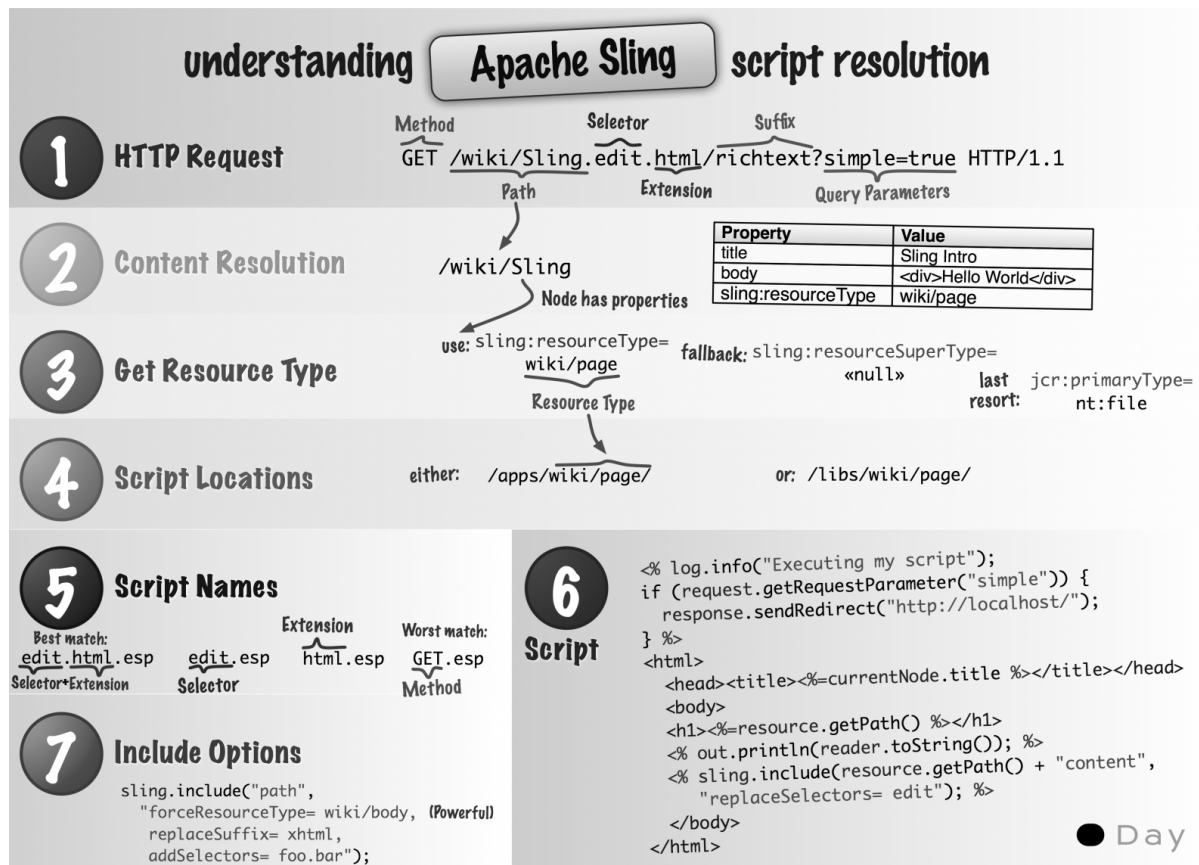 understanding Apache Sling script resolution
1 HTTP Request
Method Selector Suffix
GET /wiki/Sling.edit.html/richtext?simple=true HTTP/1.1
Path Extension Query Parameters
2 Content Resolution
/wiki/Sling
Node has properties
Property Value
title Sling Intro
body <div>Hello World</div>
sling:resourceType wiki/page
3 Get Resource Type
use: sling:resourceType=
wiki/page
Resource Type
fallback: sling:resourceSuperType=
«null»
last resort: jcr:primaryType=
nt:file
4 Script Locations
either: /apps/wiki/page/ or: /libs/wiki/page/
5 Script Names
Best match: Extension Worst match:
edit.html.esp edit.esp html.esp GET.esp
Selector+Extension Selector Method
6 Script
<% log.info("Executing my script");
if (request.getRequestParameter("simple")) {
response.sendRedirect("http://localhost/");
} %>
<html>
<head><title><%=currentNode.title %></title></head>
<body>
<h1><%=resource.getPath() %></h1>
<% out.println(reader.toString()); %>
<% sling.include(resource.getPath() + "content",
"replaceSelectors= edit"); %>
</body>
</html>
7 Include Options
sling.include("path",
"forceResourceType= wiki/body, (Powerful)
replaceSuffix= xhtml,
addSelectors= foo.bar");
Day